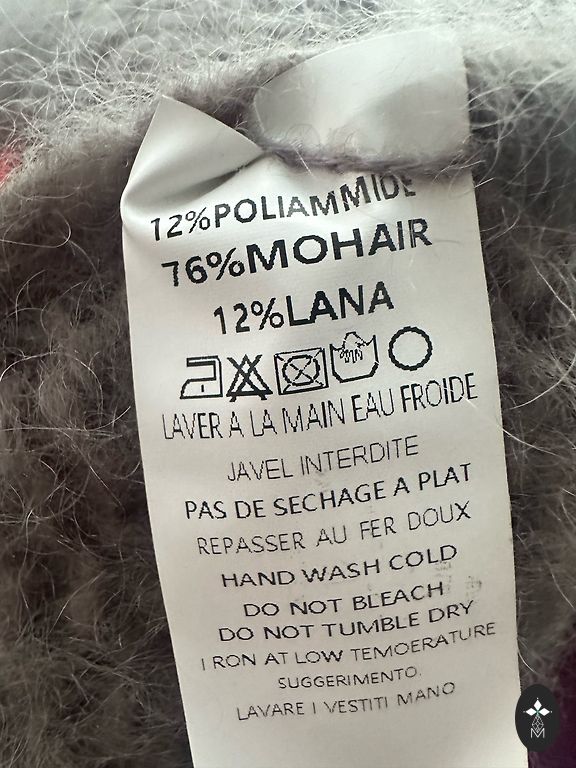 12%POLIAMMIDE
76%MOHAIR
12%LANA
LAVER A LA MAIN EAU FROIDE
JAVEL INTERDITE
PAS DE SECHAGE A PLAT
REPASSER AU FER DOUX
HAND WASH COLD
DO NOT BLEACH
DO NOT TUMBLE DRY
I RON AT LOW TEMOERATURE
SUGGERIMENTO.
LAVARE I VESTITI MANO
M